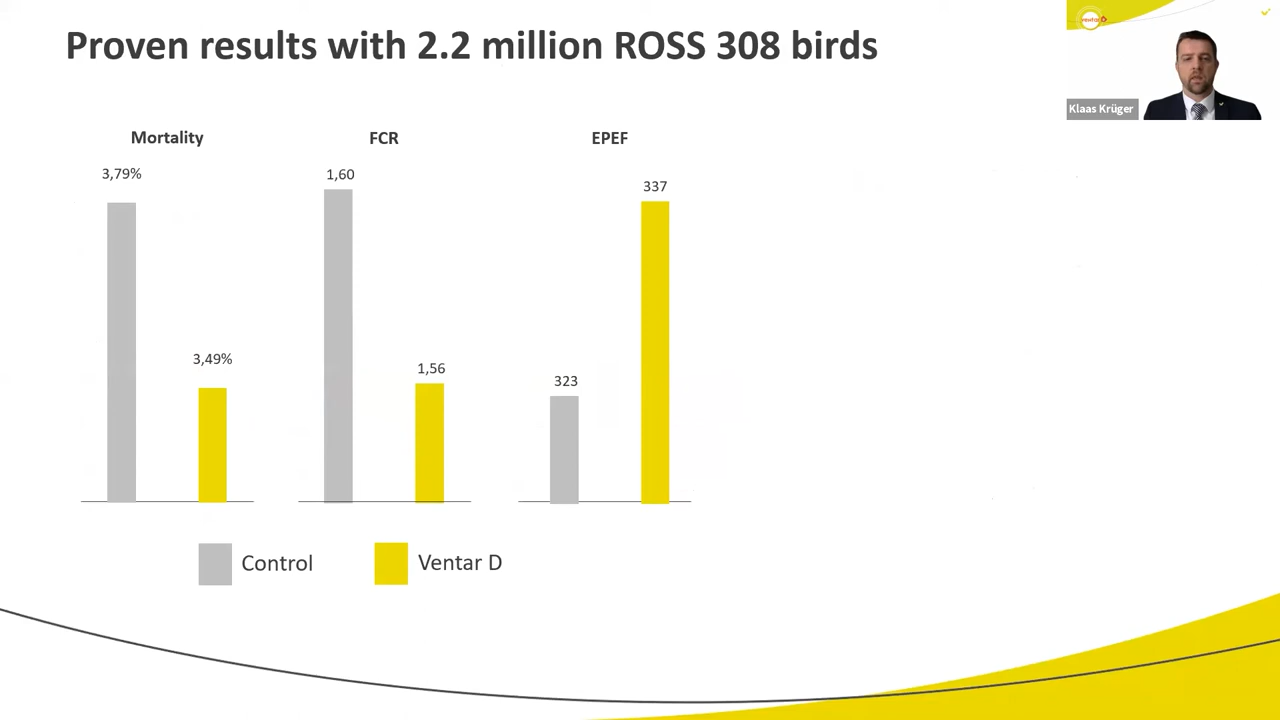 Proven results with 2.2 million ROSS 308 birds
ventar D
Klaas Krüger
Mortality
FCR
EPEF
3,79%
1,60
337
3,49%
1,56
323
Control
Ventar D